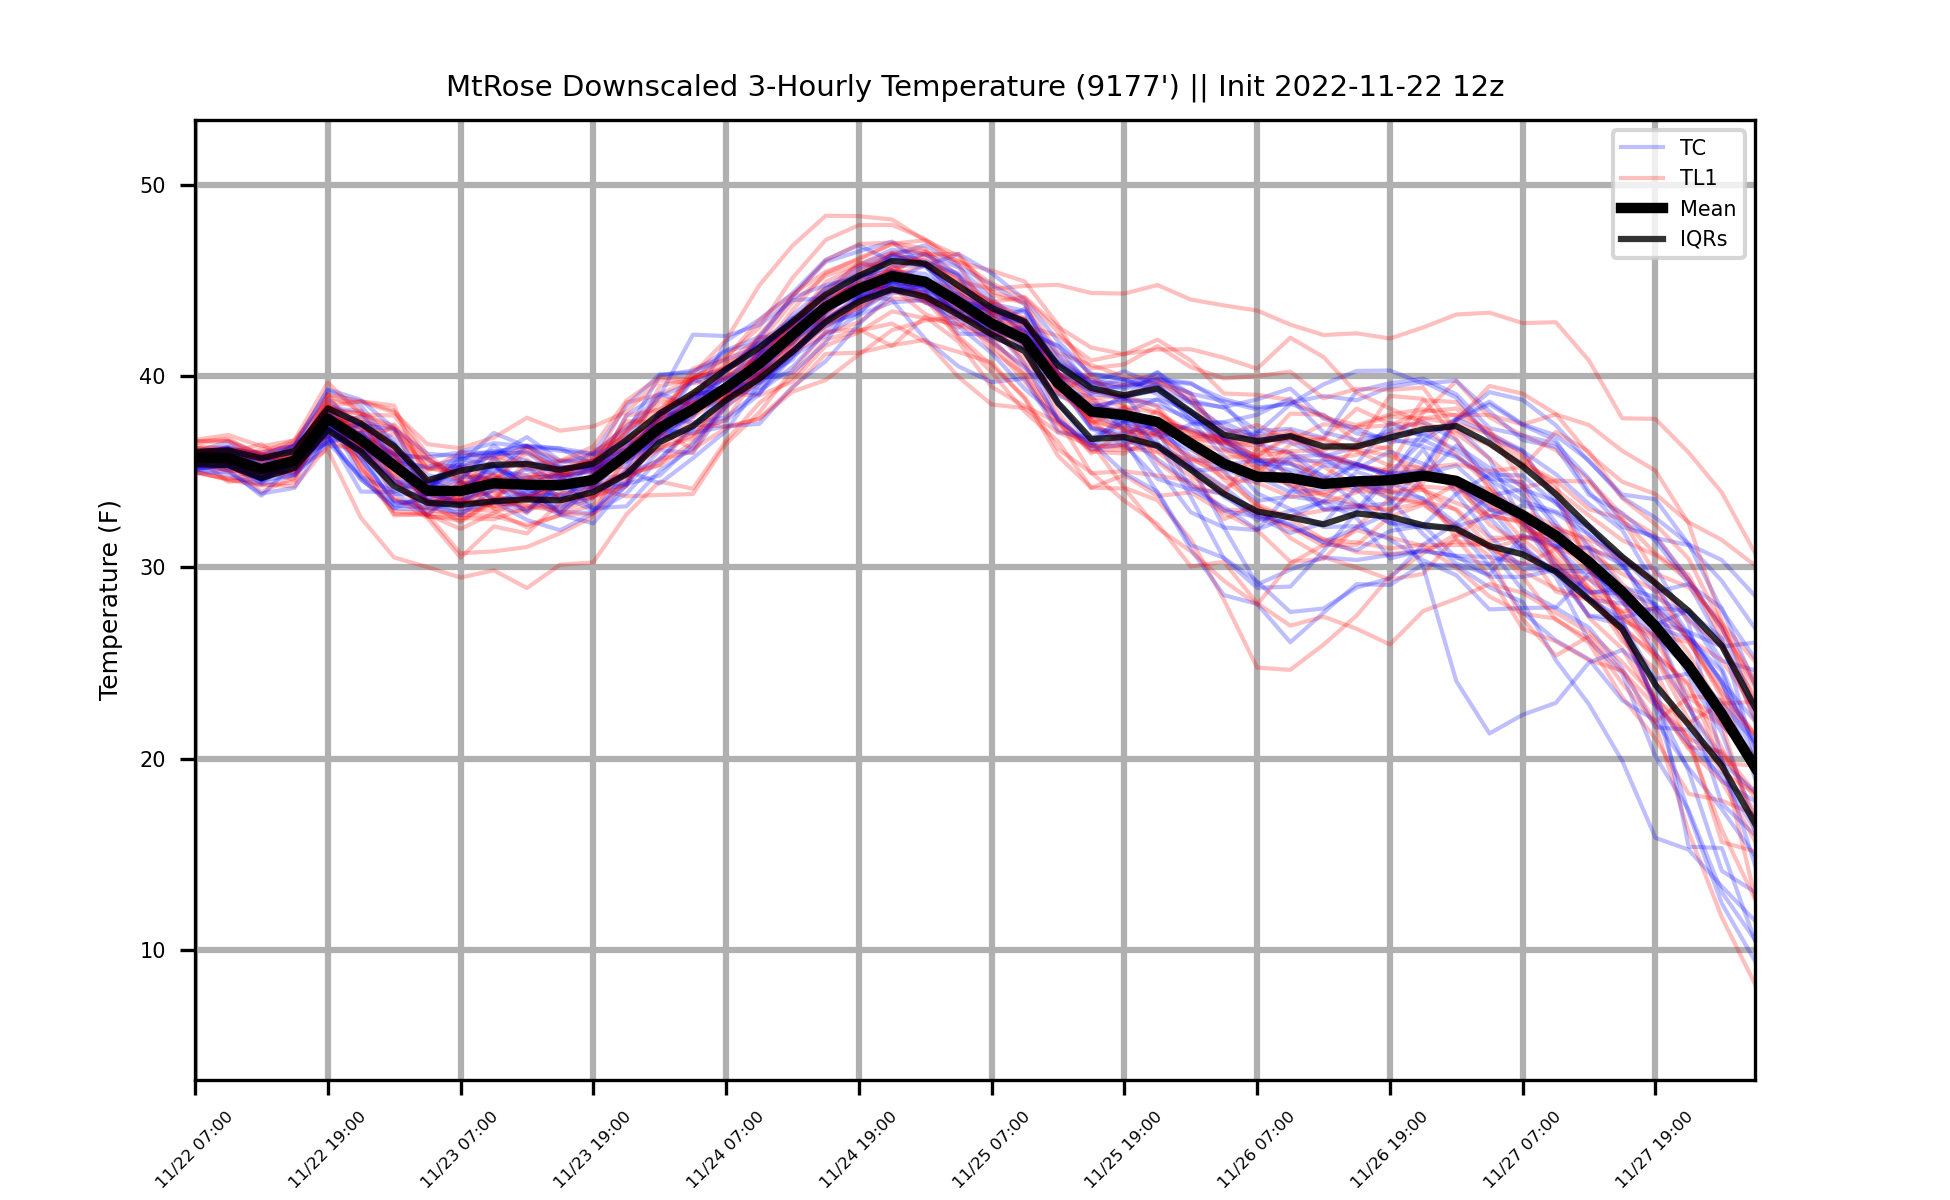 MtRose Downscaled 3-Hourly Temperature (9177') || Init 2022-11-22 12z
TC
TL1
Mean
IQRs
Temperature (F)
50
40
30
20
10
11/22 07:00
11/22 19:00
11/23 07:00
11/23 19:00
11/24 07:00
11/24 19:00
11/25 07:00
11/25 19:00
11/26 07:00
11/26 19:00
11/27 07:00
11/27 19:00